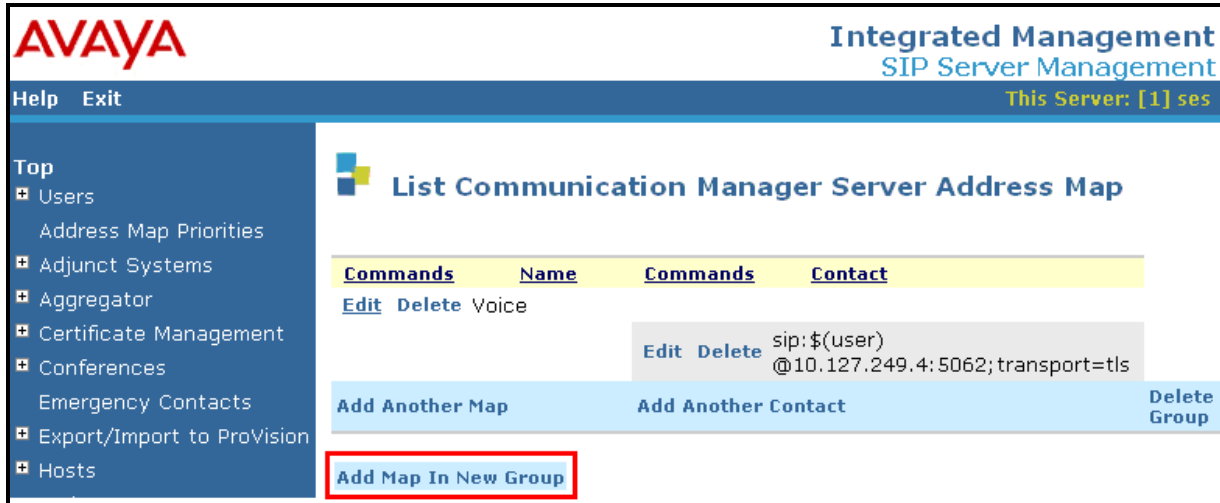 AVAYA
Integrated Management
SIP Server Management
Help Exit
This Server: [1] ses
Top
Users
Address Map Priorities
Adjunct Systems
Aggregator
Certificate Management
Conferences
Emergency Contacts
Export/Import to ProVision
Hosts
List Communication Manager Server Address Map
Commands Name Commands Contact
Edit Delete Voice
Edit Delete sip:$(user)
@10.127.249.4:5062;transport=tls
Add Another Map Add Another Contact Delete
Group
Add Map In New Group